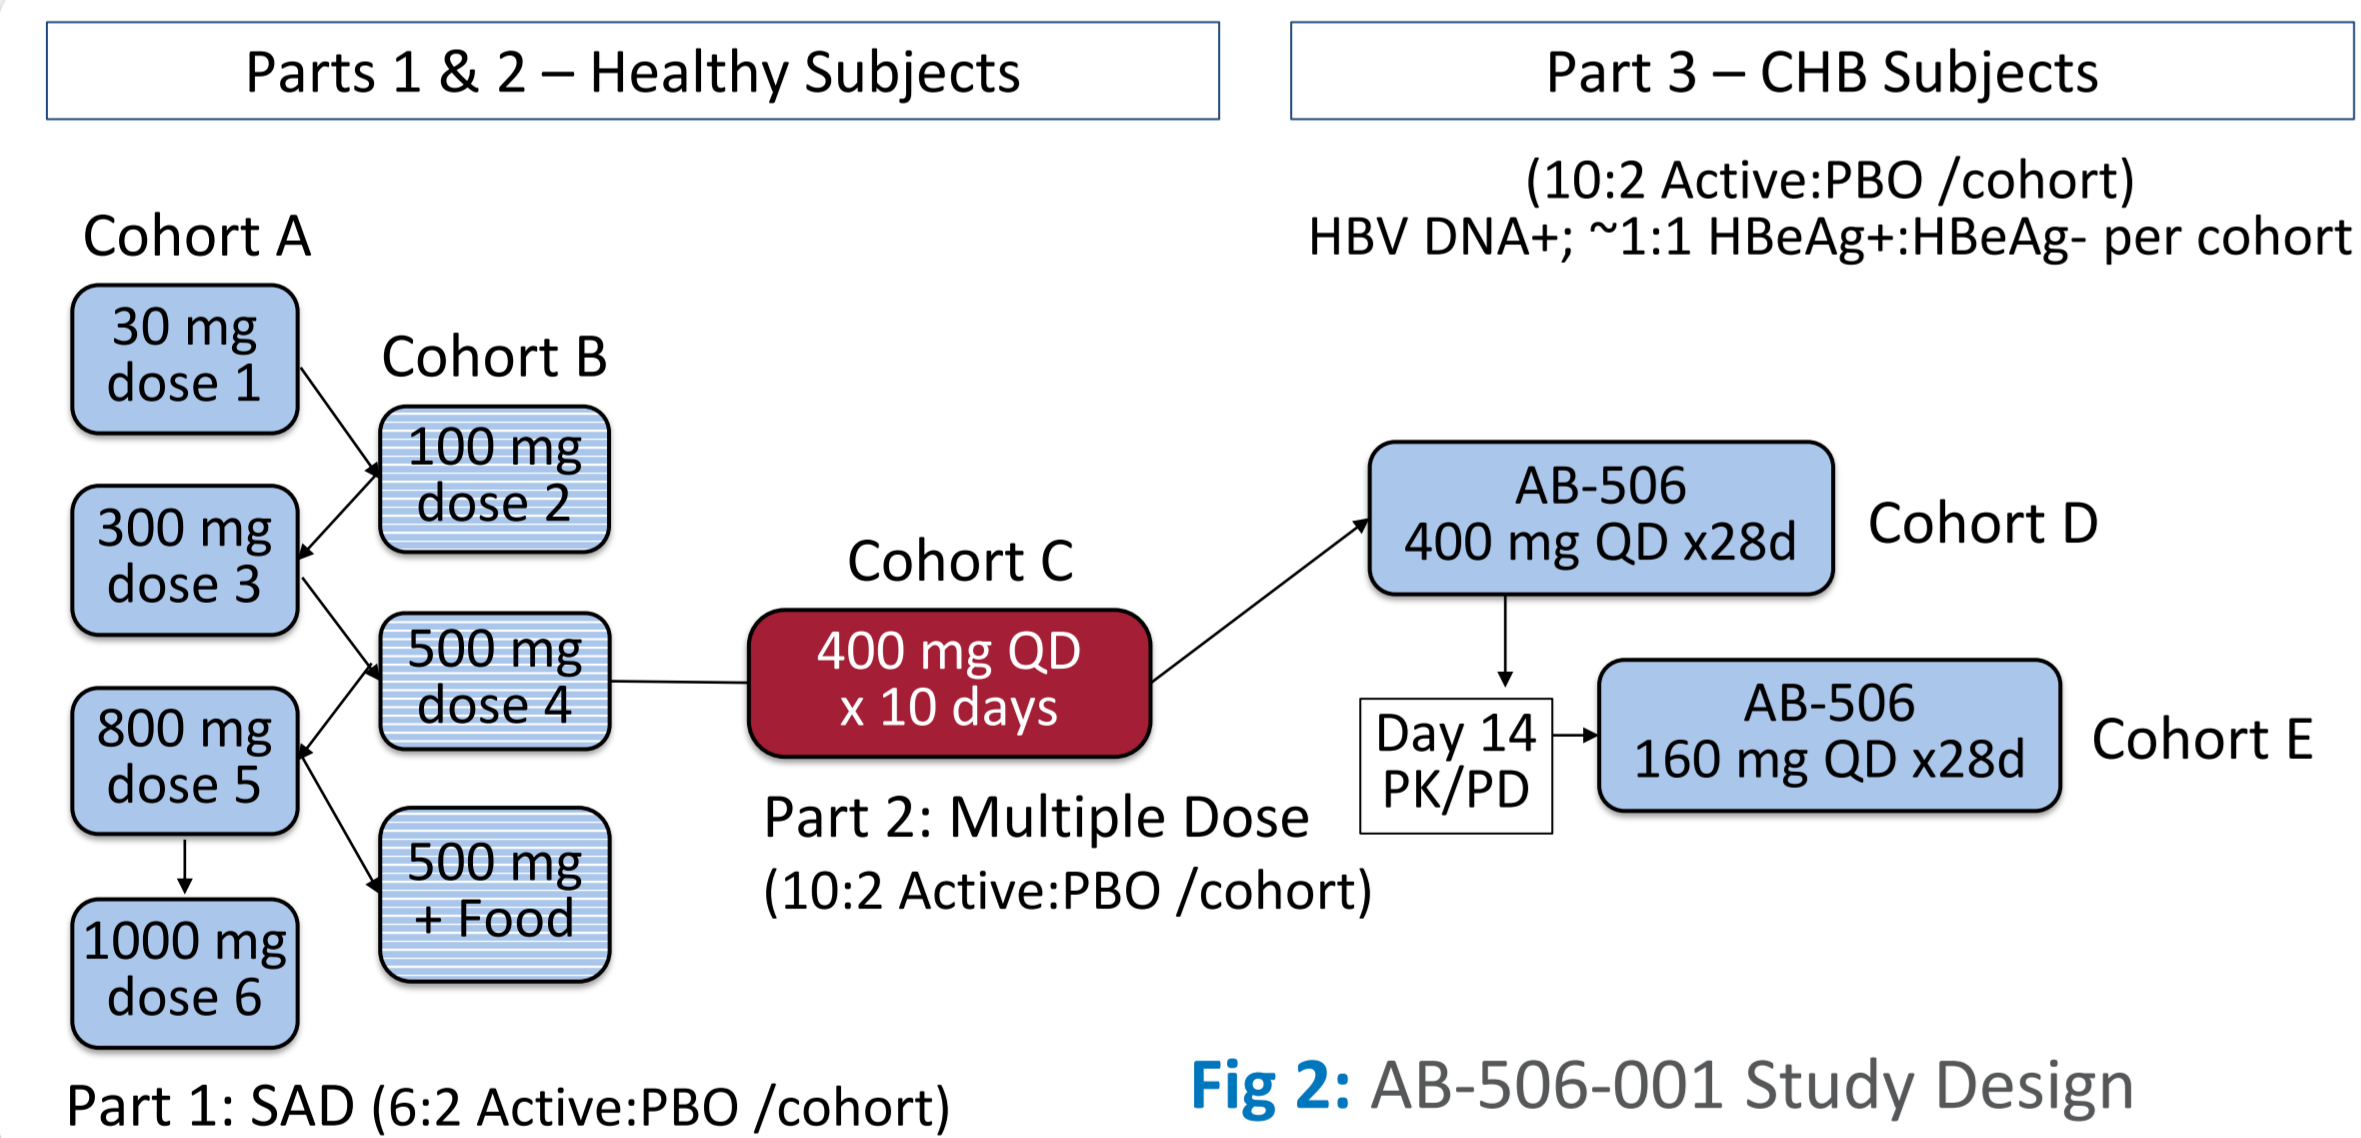 Parts 1 & 2 – Healthy Subjects
Part 3 – CHB Subjects
(10:2 Active:PBO /cohort)
HBV DNA+; ~1:1 HBeAg+:HBeAg- per cohort
Cohort A
30 mg
dose 1
300 mg
dose 3
800 mg
dose 5
1000 mg
dose 6
Cohort B
100 mg
dose 2
500 mg
dose 4
500 mg
+ Food
Part 1: SAD (6:2 Active:PBO /cohort)
Cohort C
400 mg QD
x 10 days
Part 2: Multiple Dose
(10:2 Active:PBO /cohort)
AB-506
400 mg QD x28d
Cohort D
Day 14
PK/PD
AB-506
160 mg QD x28d
Cohort E
Fig 2: AB-506-001 Study Design